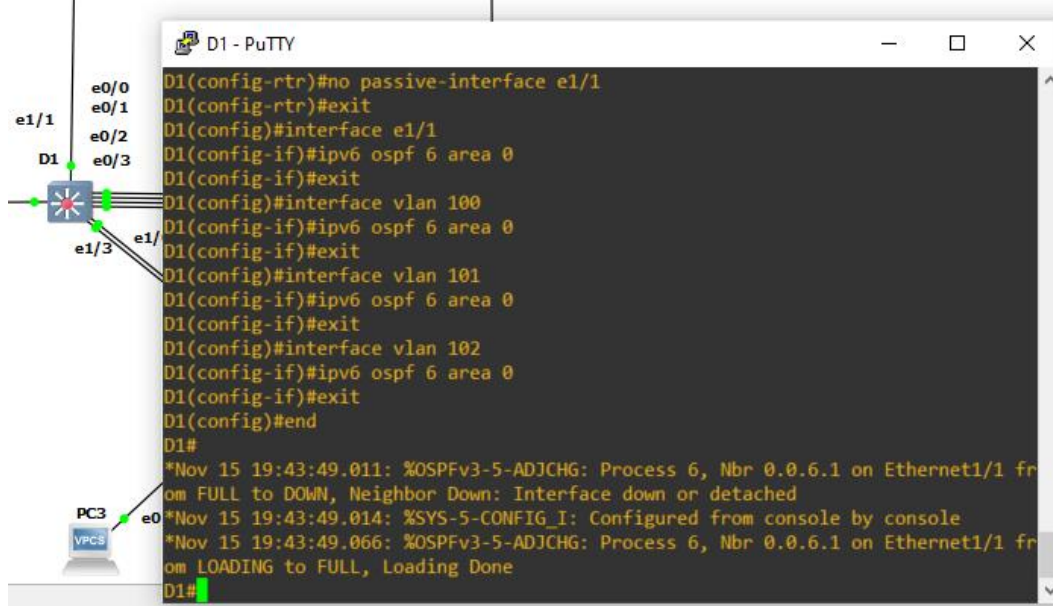 D1 - PuTTY
e0/0
e0/1
e1/1
e0/2
D1
e0/3
e1/3
e1/
PC3
e0
VPCS
D1(config-rtr)#no passive-interface e1/1
D1(config-rtr)#exit
D1(config)#interface e1/1
D1(config-if)#ipv6 ospf 6 area 0
D1(config-if)#exit
D1(config)#interface vlan 100
D1(config-if)#ipv6 ospf 6 area 0
D1(config-if)#exit
D1(config)#interface vlan 101
D1(config-if)#ipv6 ospf 6 area 0
D1(config-if)#exit
D1(config)#interface vlan 102
D1(config-if)#ipv6 ospf 6 area 0
D1(config-if)#exit
D1(config)#end
D1#
*Nov 15 19:43:49.011: %OSPFv3-5-ADJCHG: Process 6, Nbr 0.0.6.1 on Ethernet1/1 fr
om FULL to DOWN, Neighbor Down: Interface down or detached
*Nov 15 19:43:49.014: %SYS-5-CONFIG_I: Configured from console by console
*Nov 15 19:43:49.066: %OSPFv3-5-ADJCHG: Process 6, Nbr 0.0.6.1 on Ethernet1/1 fr
om LOADING to FULL, Loading Done
D1#